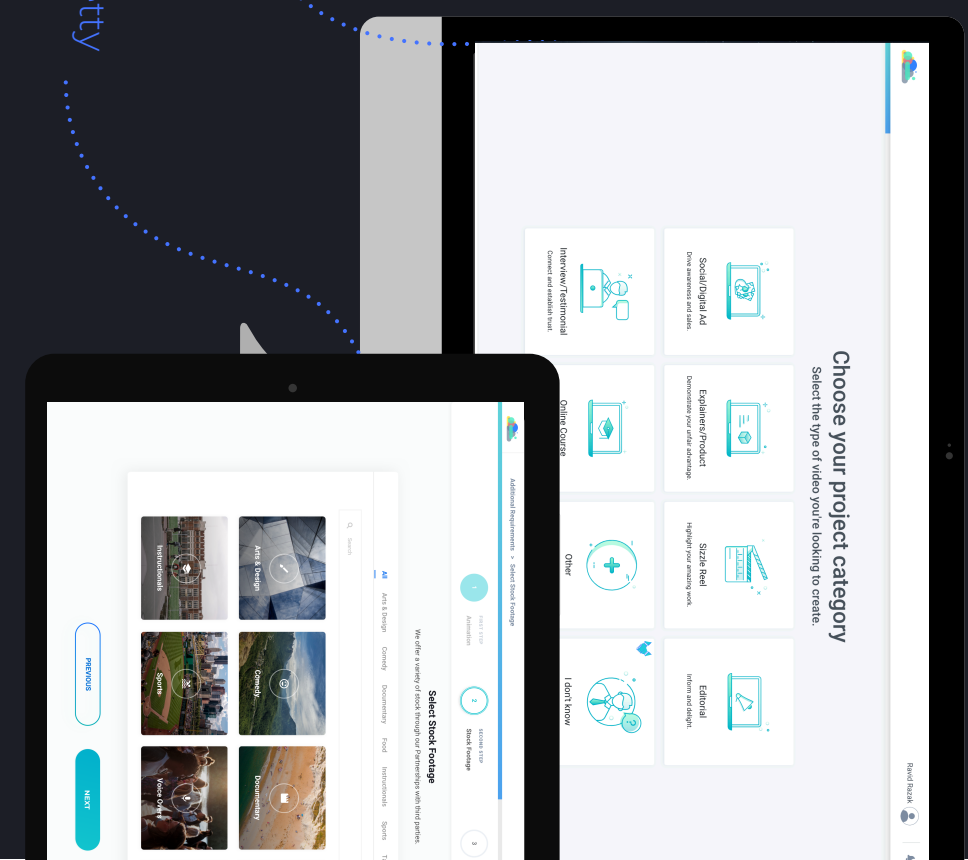 tty
Ravid Razak
Choose your project category
Select the type of video you're looking to create.
Social/Digital Ad
Drive awareness and sales.
Explainers/Product
Demonstrate your unfair advantage.
Sizzle Reel
Highlight your amazing work.
Editorial
Inform and delight.
Interview/Testimonial
Connect and establish trust.
Online Course
Other
I don't know
?
Additional Requirements > Select Stock Footage
1
FIRST STEP
Animation
2
SECOND STEP
Stock Footage
3
Select Stock Footage
We offer a variety of stock through our Partnerships with third parties.
All Arts & Design Comedy Documentary Food Instructionals Sports
Search
Arts & Design
Comedy
Documentary
Instructionals
Sports
Voice Overs
PREVIOUS
NEXT